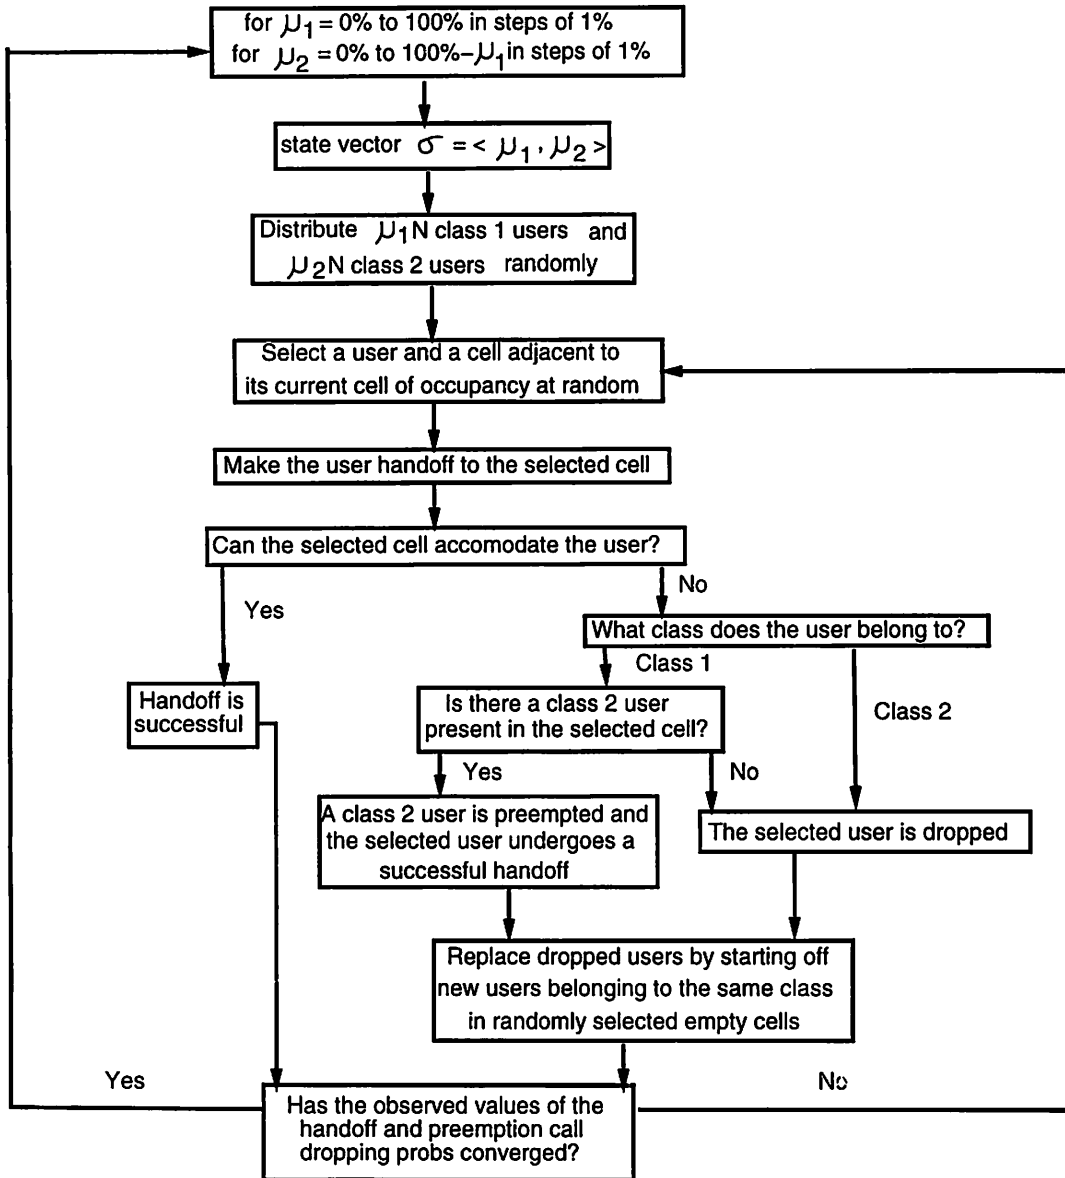 for μ1 = 0% to 100% in steps of 1%
for μ2 = 0% to 100%–μ1 in steps of 1%
state vector σ = < μ1 , μ2 >
Distribute μ1N class 1 users and
μ2N class 2 users randomly
Select a user and a cell adjacent to
its current cell of occupancy at random
Make the user handoff to the selected cell
Can the selected cell accomodate the user?
Yes
No
What class does the user belong to?
Class 1
Class 2
Handoff is
successful
Is there a class 2 user
present in the selected cell?
Yes
No
A class 2 user is preempted and
the selected user undergoes a
successful handoff
The selected user is dropped
Replace dropped users by starting off
new users belonging to the same class
in randomly selected empty cells
Yes
No
Has the observed values of the
handoff and preemption call
dropping probs converged?